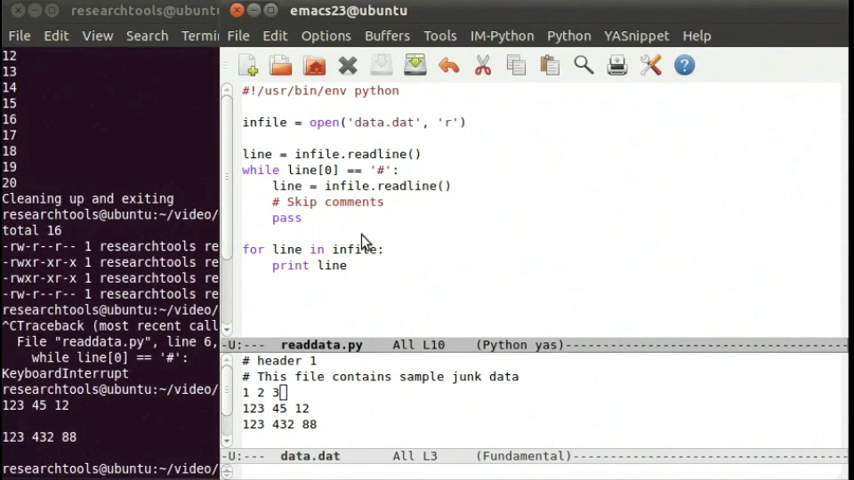 researchtools@ubuntu:
File Edit View Search Termi
12
13
14
15
16
17
18
19
20
Cleaning up and exiting
researchtools@ubuntu:~/video/
total 16
-rw-r--r-- 1 researchtools re
-rwxr-xr-x 1 researchtools re
-rwxr-xr-x 1 researchtools re
-rw-r--r-- 1 researchtools re
researchtools@ubuntu:~/video/
^CTraceback (most recent call
File "readdata.py", line 6,
while line[0] == '#':
KeyboardInterrupt
researchtools@ubuntu:~/video/
123 45 12
123 432 88
researchtools@ubuntu:~/video/
emacs23@ubuntu
File Edit Options Buffers Tools IM-Python Python YASnippet Help
#!/usr/bin/env python
infile = open('data.dat', 'r')
line = infile.readline()
while line[0] == '#':
line = infile.readline()
# Skip comments
pass
for line in infile:
print line
-U:--- readdata.py All L10 (Python yas)
# header 1
# This file contains sample junk data
1 2 3
123 45 12
123 432 88
-U:--- data.dat All L3 (Fundamental)